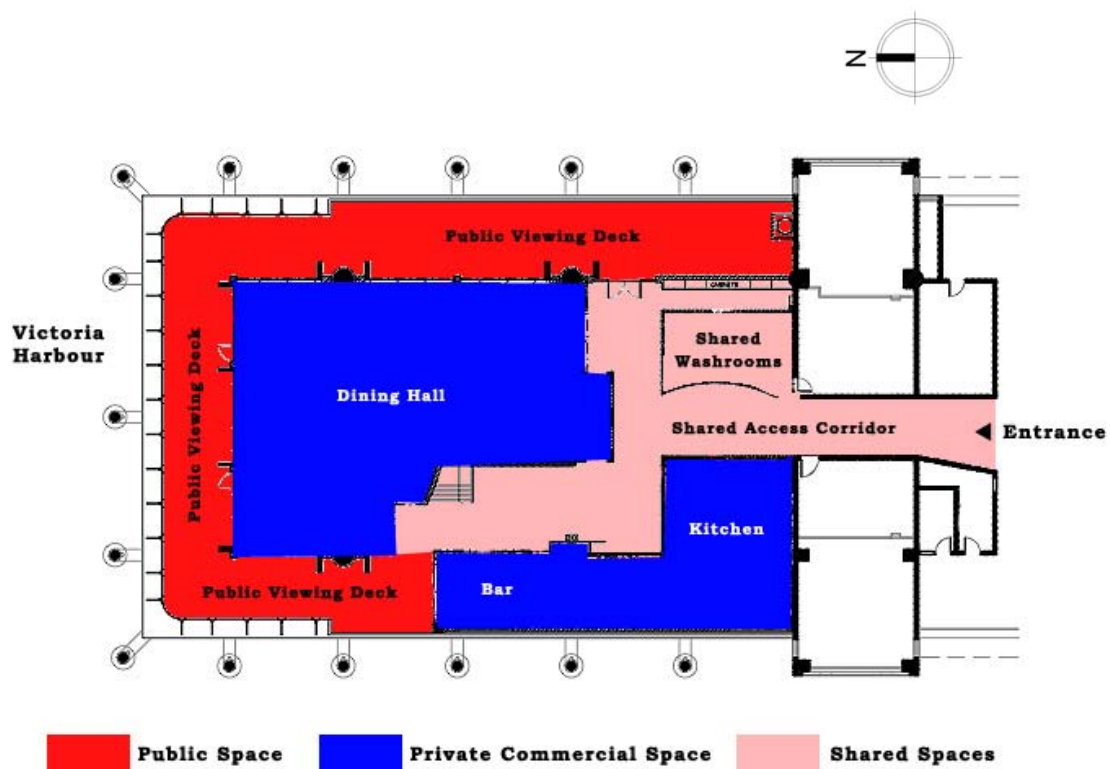 N
Public Viewing Deck
CABINETS
Victoria
Harbour
Public Viewing Deck
Dining Hall
Shared
Washrooms
Shared Access Corridor
Entrance
Kitchen
Bar
Public Viewing Deck
Public Space
Private Commercial Space
Shared Spaces